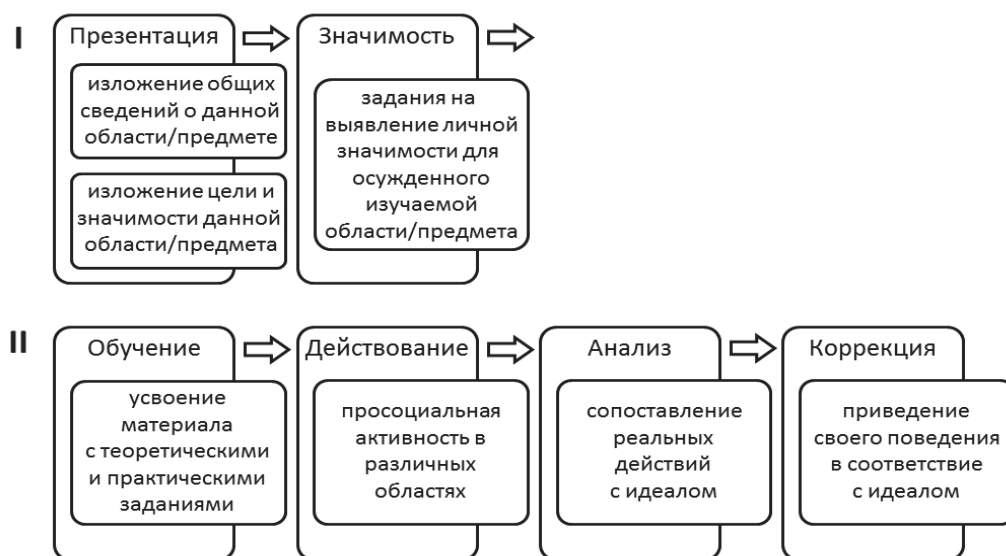 I
Презентация
изложение общих
сведений о данной
области/предмете
изложение цели и
значимости данной
области/предмета
Значимость
задания на
выявление личной
значимости для
осужденного
изучаемой
области/предмета
II
Обучение
усвоение
материала
с теоретическими
и практическими
заданиями
Действование
просоциальная
активность в
различных
областях
Анализ
сопоставление
реальных
действий
с идеалом
Коррекция
приведение
своего поведения
в соответствие
с идеалом